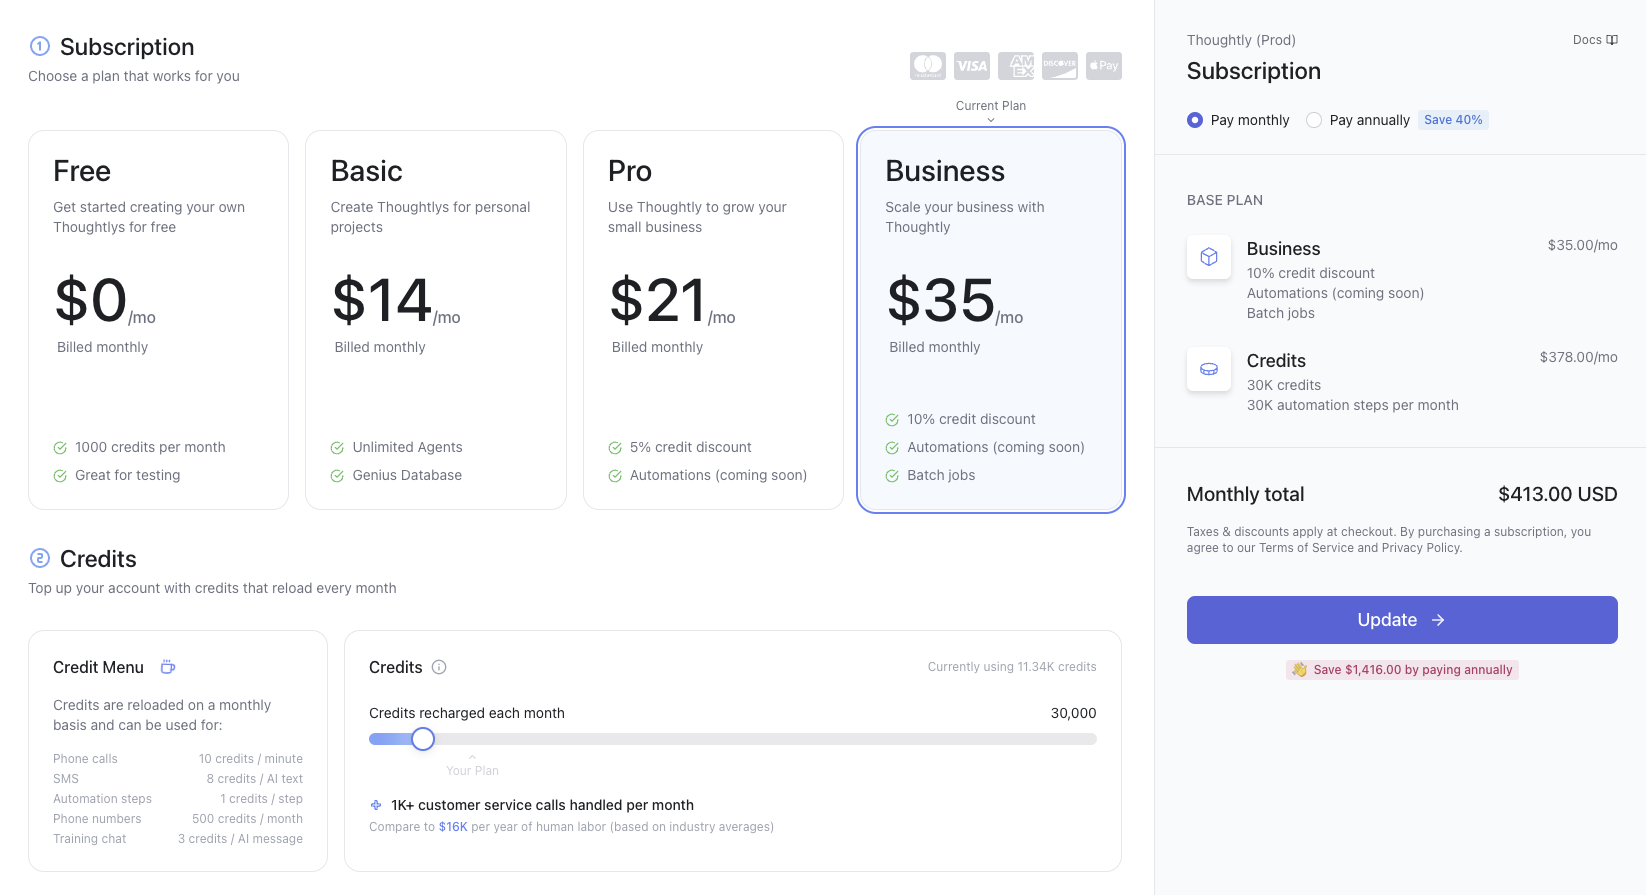 1 Subscription
Choose a plan that works for you
mastercard VISA AM EX DISCOVER Pay
Current Plan
Free
Get started creating your own
Thoughtlys for free
$0/mo
Billed monthly
1000 credits per month
Great for testing
Basic
Create Thoughtlys for personal
projects
$14/mo
Billed monthly
Unlimited Agents
Genius Database
Pro
Use Thoughtly to grow your
small business
$21/mo
Billed monthly
5% credit discount
Automations (coming soon)
Business
Scale your business with
Thoughtly
$35/mo
Billed monthly
10% credit discount
Automations (coming soon)
Batch jobs
2 Credits
Top up your account with credits that reload every month
Credit Menu
Credits are reloaded on a monthly
basis and can be used for:
Phone calls 10 credits / minute
SMS 8 credits / AI text
Automation steps 1 credits / step
Phone numbers 500 credits / month
Training chat 3 credits / AI message
Credits
Currently using 11.34K credits
Credits recharged each month 30,000
Your Plan
1K+ customer service calls handled per month
Compare to $16K per year of human labor (based on industry averages)
Thoughtly (Prod)
Docs
Subscription
Pay monthly Pay annually Save 40%
BASE PLAN
Business $35.00/mo
10% credit discount
Automations (coming soon)
Batch jobs
Credits $378.00/mo
30K credits
30K automation steps per month
Monthly total $413.00 USD
Taxes & discounts apply at checkout. By purchasing a subscription, you
agree to our Terms of Service and Privacy Policy.
Update →
👋 Save $1,416.00 by paying annually